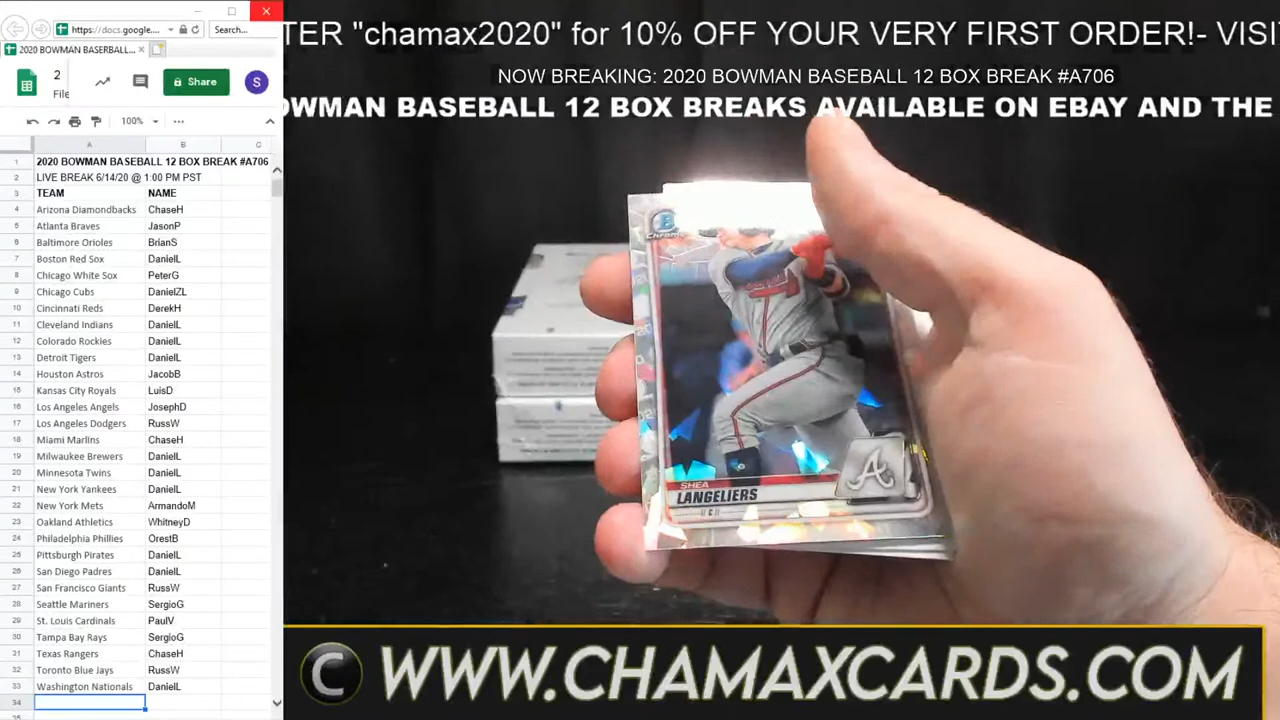 https://docs.google....
Search...
2020 BOWMAN BASERBALL...
2
File
Share
S
100%
A B C
1 2020 BOWMAN BASEBALL 12 BOX BREAK #A706
2 LIVE BREAK 6/14/20 @ 1:00 PM PST
3 TEAM NAME
4 Arizona Diamondbacks ChaseH
5 Atlanta Braves JasonP
6 Baltimore Orioles BrianS
7 Boston Red Sox DanielL
8 Chicago White Sox PeterG
9 Chicago Cubs DanielZL
10 Cincinnati Reds DerekH
11 Cleveland Indians DanielL
12 Colorado Rockies DanielL
13 Detroit Tigers DanielL
14 Houston Astros JacobB
15 Kansas City Royals LuisD
16 Los Angeles Angels JosephD
17 Los Angeles Dodgers RussW
18 Miami Marlins ChaseH
19 Milwaukee Brewers DanielL
20 Minnesota Twins DanielL
21 New York Yankees DanielL
22 New York Mets ArmandoM
23 Oakland Athletics WhitneyD
24 Philadelphia Phillies OrestB
25 Pittsburgh Pirates DanielL
26 San Diego Padres DanielL
27 San Francisco Giants RussW
28 Seattle Mariners SergioG
29 St. Louis Cardinals PaulV
30 Tampa Bay Rays SergioG
31 Texas Rangers ChaseH
32 Toronto Blue Jays RussW
33 Washington Nationals DanielL
34
TER "chamax2020" for 10% OFF YOUR VERY FIRST ORDER!- VISI
NOW BREAKING: 2020 BOWMAN BASEBALL 12 BOX BREAK #A706
OWMAN BASEBALL 12 BOX BREAKS AVAILABLE ON EBAY AND THE
B
Chrome
SHEA
LANGELIERS
C
A
C WWW.CHAMAXCARDS.COM